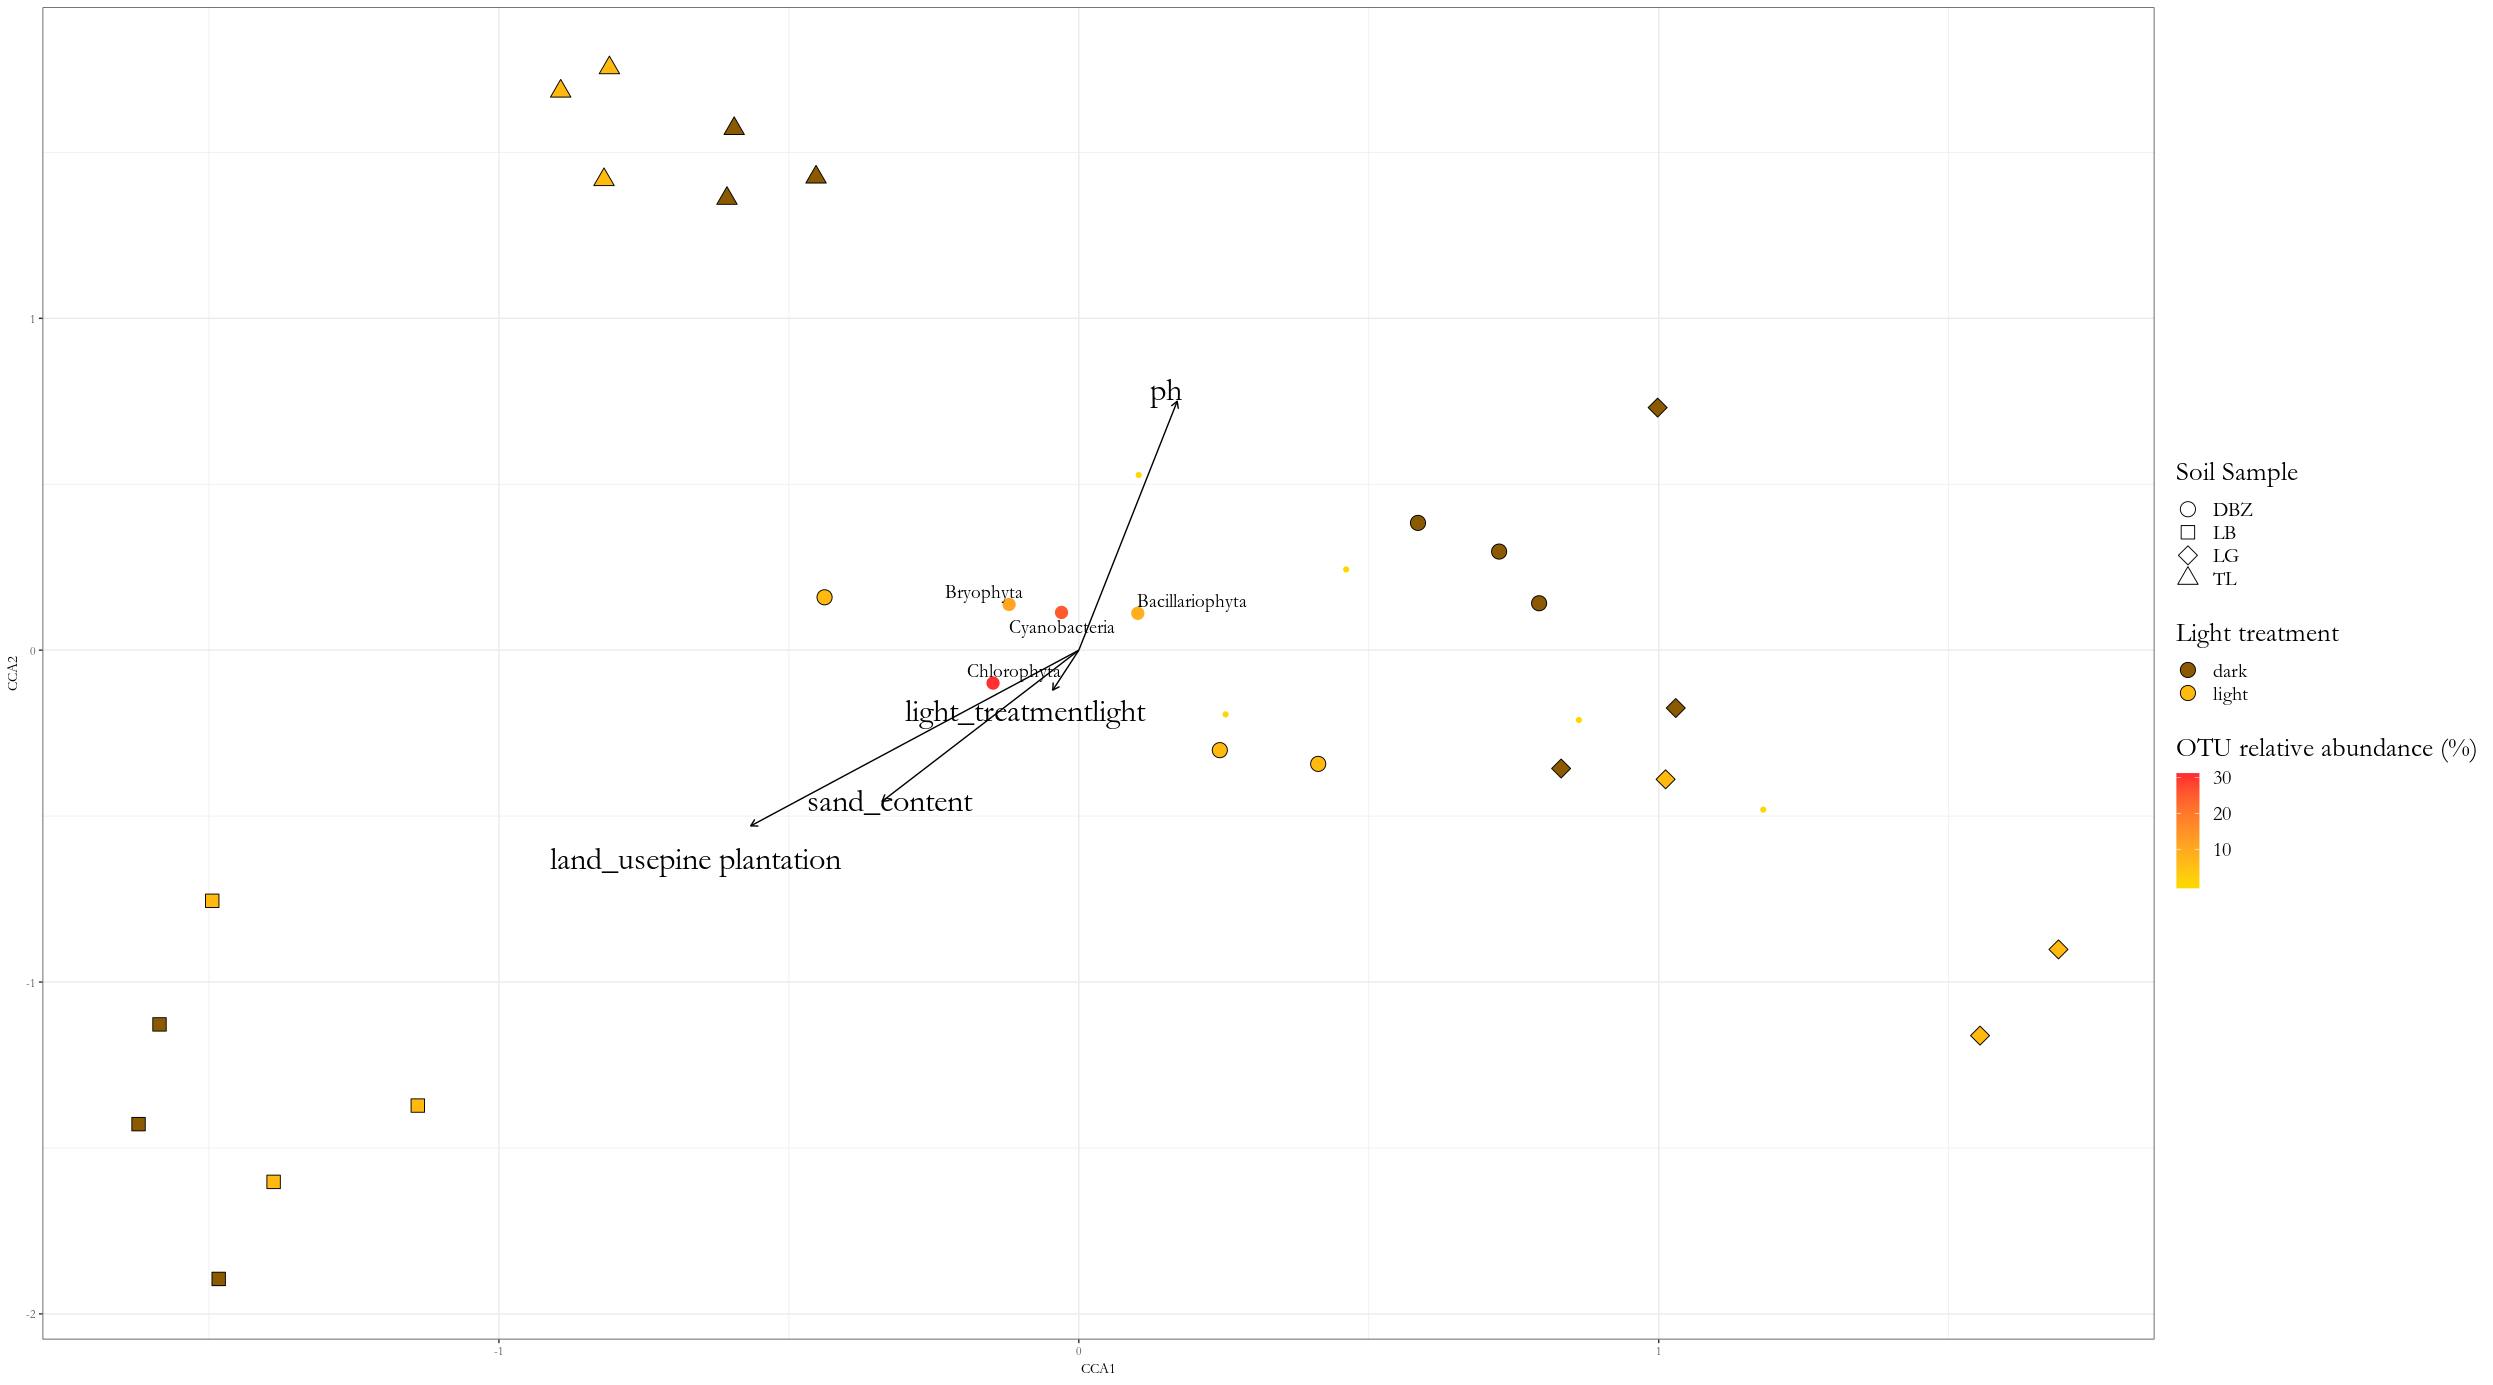 ph
Bryophyta
Bacillariophyta
Cyanobacteria
Chlorophyta
light_treatmentlight
sand_content
land_usepine plantation
1
0
-1
-2
CCA2
-1
0
1
CCA1
Soil Sample
DBZ
LB
LG
TL
Light treatment
dark
light
OTU relative abundance (%)
30
20
10